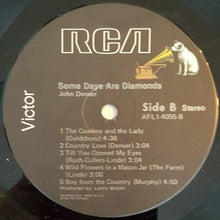 RCA
Some Days Are Diamonds
John Denver
Victor
Side B Stereo
AFL1-4055-B
1 The Cowboy and the Lady
(Goldsboro) 4:36
2 Country Love (Denver) 3:04
3 Till You Opened My Eyes
(Rush-Cullers-Linde) 3:04
4 Wild Flowers in a Mason Jar (The Farm)
(Linde) 3:06
5 Boy from the Country (Murphy) 4:50
Produced by Larry Butler